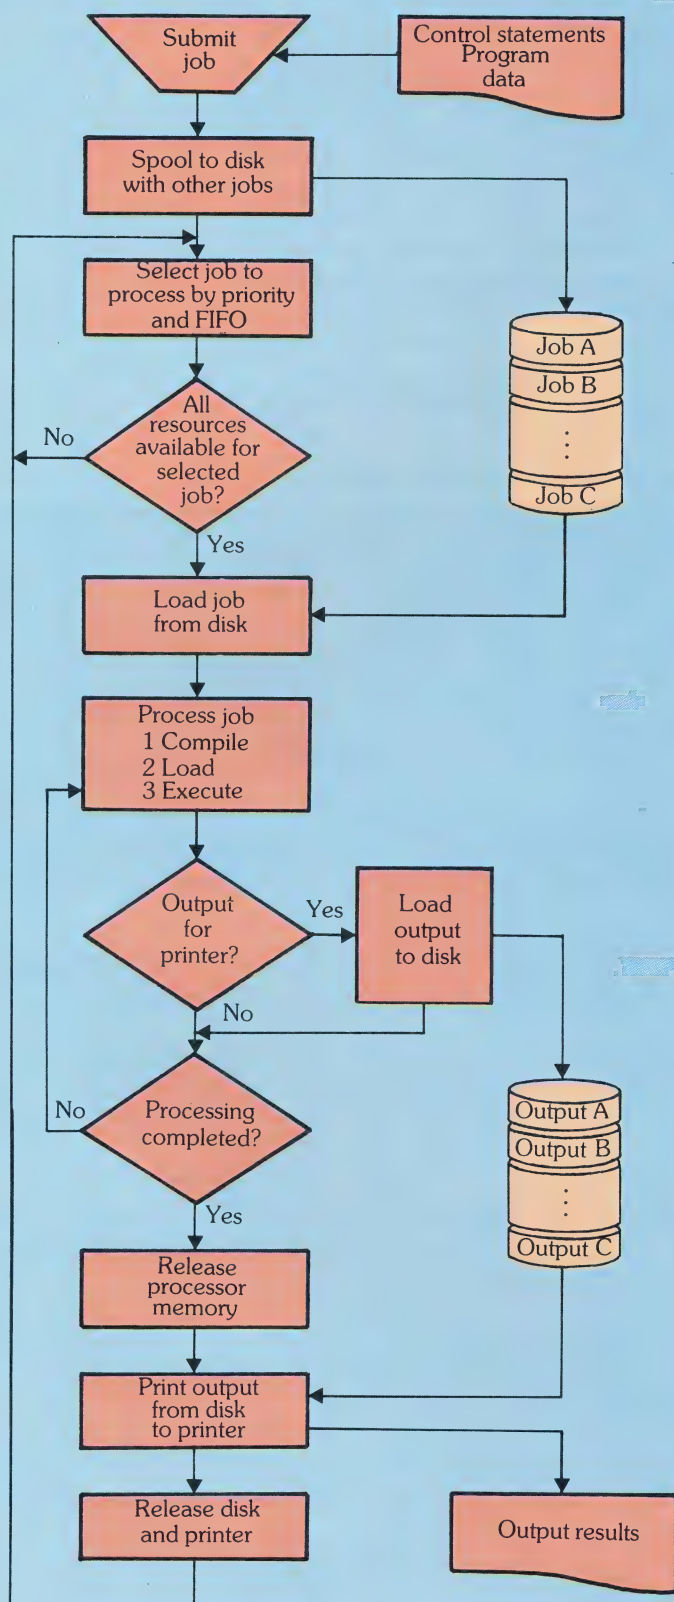 Submit
job
Control statements
Program
data
Spool to disk
with other jobs
Select job to
process by priority
and FIFO
Job A
Job B
Job C
All
resources
available for
selected
job?
No
Yes
Load job
from disk
Process job
1 Compile
2 Load
3 Execute
Output
for
printer?
Yes
Load
output
to disk
No
Processing
completed?
No
Output A
Output B
Output C
Yes
Release
processor
memory
Print output
from disk
to printer
Release disk
and printer
Output results